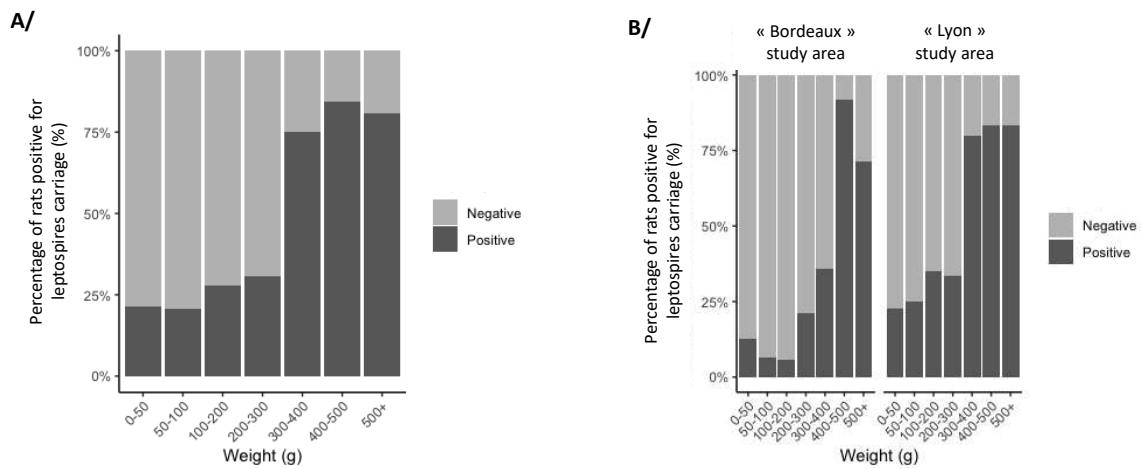 A/
100%
75%
50%
25%
0%
Percentage of rats positive for
leptospires carriage (%)
0-50
50-100
100-200
200-300
300-400
400-500
500+
Weight (g)
Negative
Positive
B/
« Bordeaux »
study area
« Lyon »
study area
100%
75%
50%
25%
0%
Percentage of rats positive for
leptospires carriage (%)
0-50
50-100
100-200
200-300
300-400
400-500
500+
0-50
50-100
100-200
200-300
300-400
400-500
500+
Weight (g)
Negative
Positive